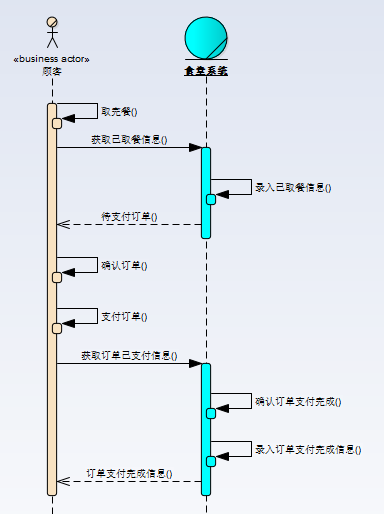 «business actor»
顾客
食堂系统
取完餐()
获取已取餐信息()
录入已取餐信息()
待支付订单()
确认订单()
支付订单()
获取订单已支付信息()
确认订单支付完成()
录入订单支付完成信息()
订单支付完成信息()